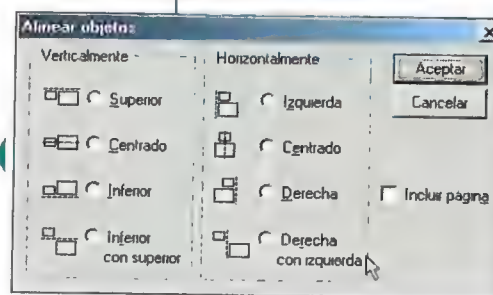 Alinear objetos
Verticalmente
Superior
Centrado
Inferior
Inferior
con superior
Horizontalmente
Izquierda
Centrado
Derecha
Derecha
con izquierda
Aceptar
Cancelar
Incluir página